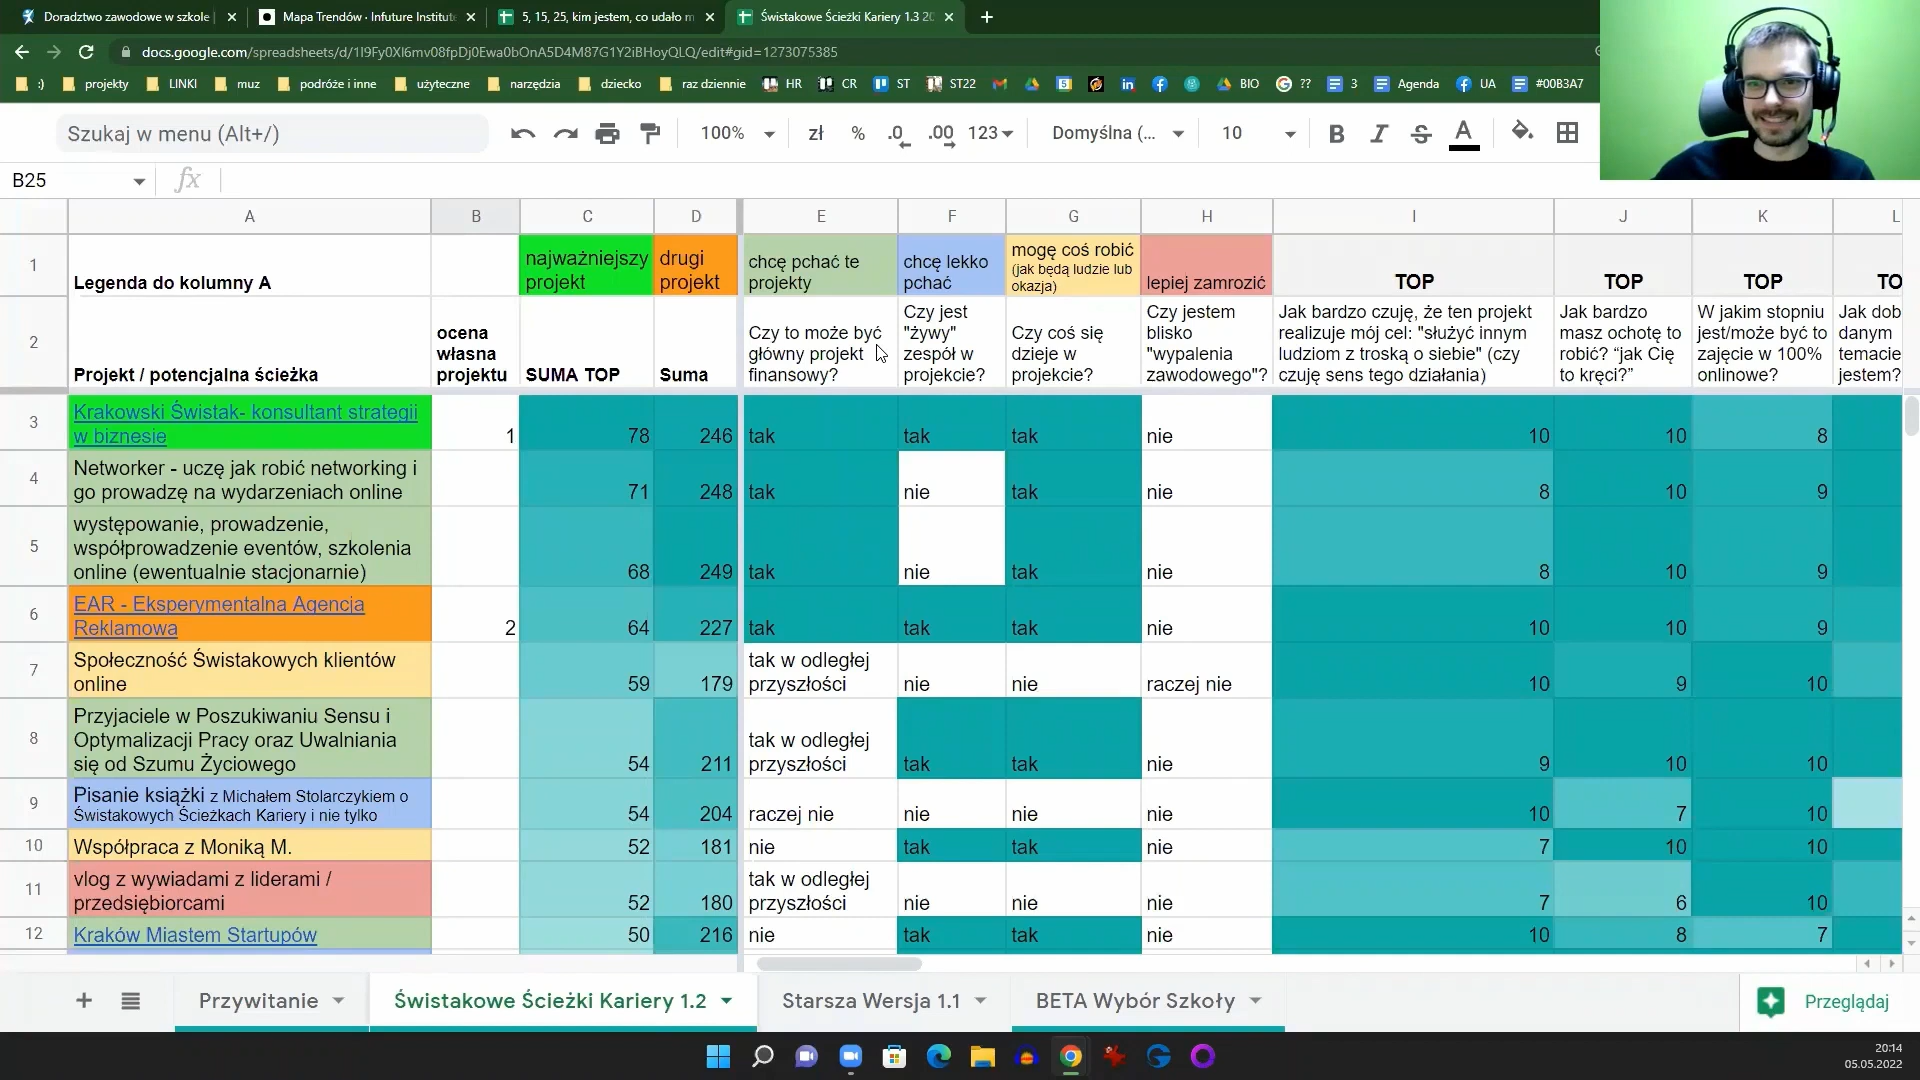 Doradztwo zawodowe w szkole
Mapa Trendów · Infuture Institute
5, 15, 25, kim jestem, co udało m
Świstakowe Ścieżki Kariery 1.3 20
docs.google.com/spreadsheets/d/1I9Fy0Xl6mv08fpDj0Ewa0bOnA5D4M87G1Y2iBHoyQLQ/edit#gid=1273075385
:) projekty LINKI muz podróże i inne użyteczne narzędzia dziecko raz dziennie HR CR ST ST22 BIO ?? 3 Agenda UA #00B3A7
Szukaj w menu (Alt+/) 100% zł % .0 .00 123 Domyślna (... 10 B I S A
B25 fx
A B C D E F G H I J K L
1
Legenda do kolumny A
najważniejszy
projekt
drugi
projekt
chcę pchać te
projekty
chcę lekko
pchać
mogę coś robić
(jak będą ludzie lub
okazja)
lepiej zamrozić
TOP
TOP
TOP
TO
2
Projekt / potencjalna ścieżka
ocena
własna
projektu
SUMA TOP
Suma
Czy to może być
główny projekt
finansowy?
Czy jest
"żywy"
zespół w
projekcie?
Czy coś się
dzieje w
projekcie?
Czy jestem
blisko
"wypalenia
zawodowego"?
Jak bardzo czuję, że ten projekt
realizuje mój cel: "służyć innym
ludziom z troską o siebie" (czy
czuję sens tego działania)
Jak bardzo
masz ochotę to
robić? “jak Cię
to kręci?”
W jakim stopniu
jest/może być to
zajęcie w 100%
onlinowe?
Jak dob
danym
temacie
jestem?
3
Krakowski Świstak- konsultant strategii
w biznesie
1 78 246 tak tak tak nie 10 10 8
4
Networker - uczę jak robić networking i
go prowadzę na wydarzeniach online
71 248 tak nie tak nie 8 10 9
5
występowanie, prowadzenie,
współprowadzenie eventów, szkolenia
online (ewentualnie stacjonarnie)
68 249 tak nie tak nie 8 10 9
6
EAR - Eksperymentalna Agencja
Reklamowa
2 64 227 tak tak tak nie 10 10 9
7
Społeczność Świstakowych klientów
online
59 179
tak w odległej
przyszłości
nie nie raczej nie 10 9 10
8
Przyjaciele w Poszukiwaniu Sensu i
Optymalizacji Pracy oraz Uwalniania
się od Szumu Życiowego
54 211
tak w odległej
przyszłości
tak tak nie 9 10 10
9
Pisanie książki z Michałem Stolarczykiem o
Świstakowych Ścieżkach Kariery i nie tylko
54 204 raczej nie nie nie nie 10 7 10
10 Współpraca z Moniką M. 52 181 nie tak tak nie 7 10 10
11
vlog z wywiadami z liderami /
przedsiębiorcami
52 180
tak w odległej
przyszłości
nie nie nie 7 6 10
12 Kraków Miastem Startupów 50 216 nie tak tak nie 10 8 7
Przywitanie Świstakowe Ścieżki Kariery 1.2 Starsza Wersja 1.1 BETA Wybór Szkoły Przeglądaj
20:14
05.05.2022